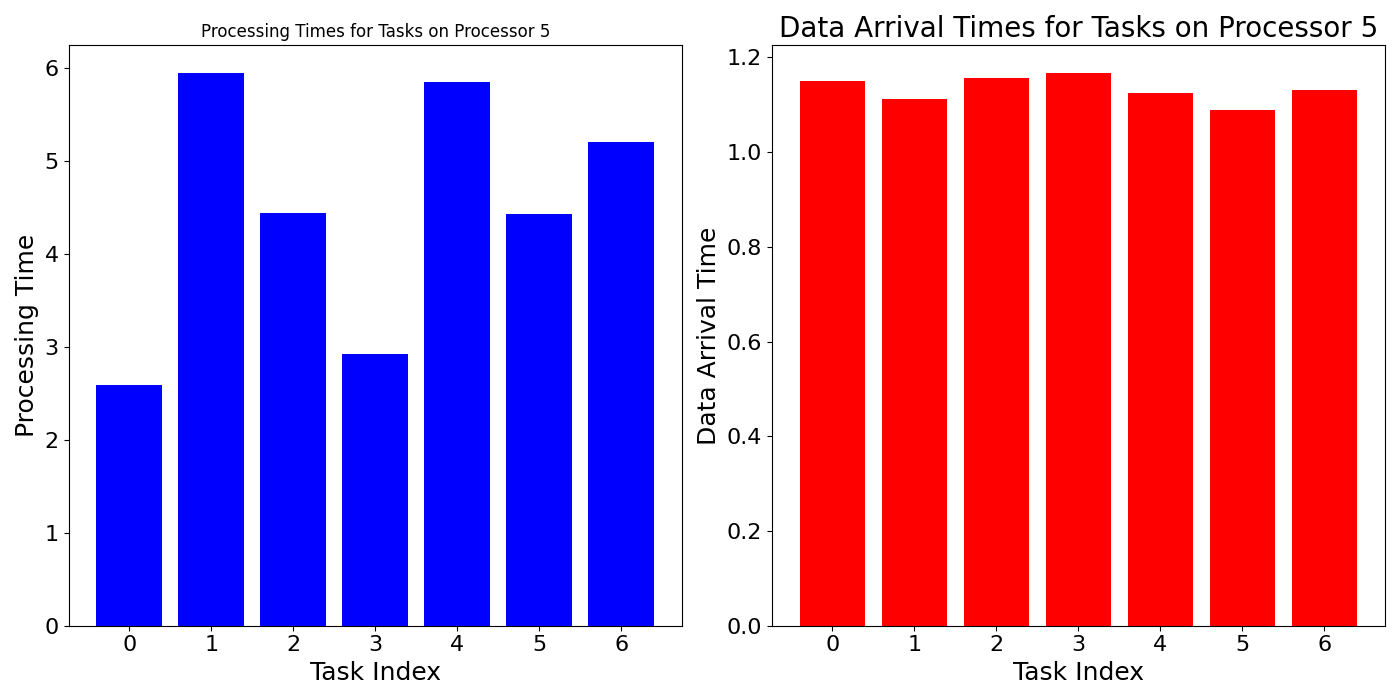 Processing Times for Tasks on Processor 5
Processing Time
6
5
4
3
2
1
0
0 1 2 3 4 5 6
Task Index
Data Arrival Times for Tasks on Processor 5
Data Arrival Time
1.2
1.0
0.8
0.6
0.4
0.2
0.0
0 1 2 3 4 5 6
Task Index